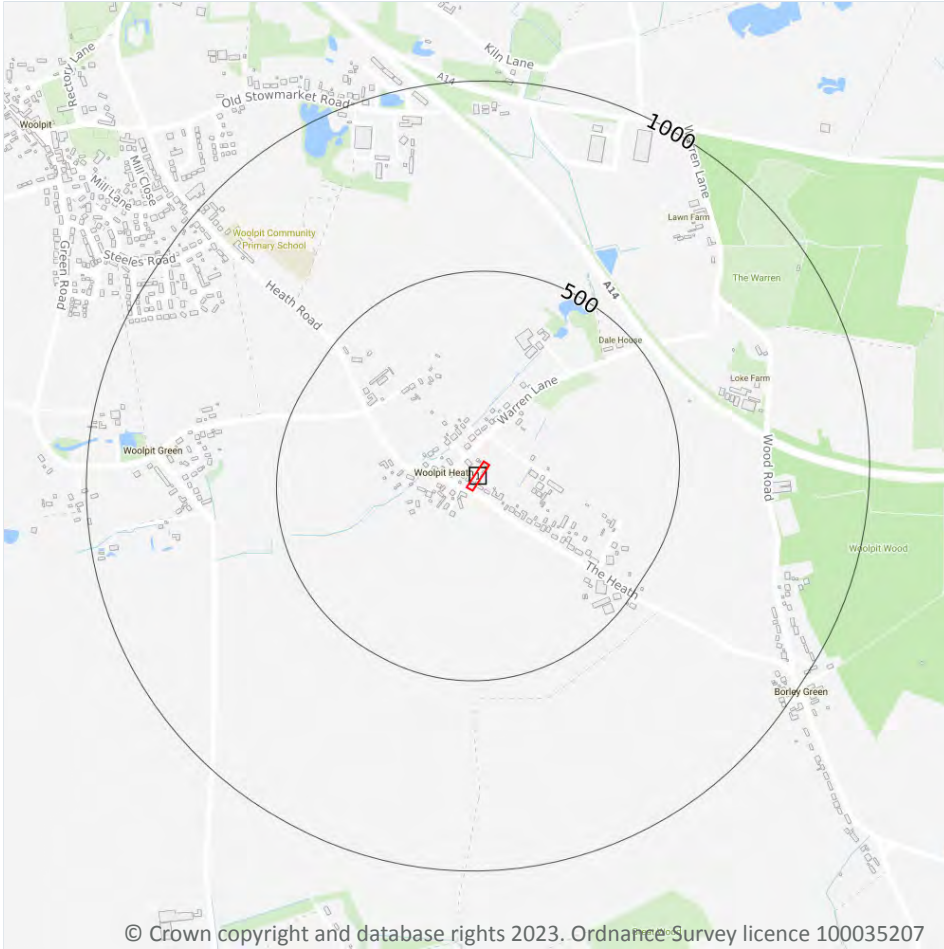 Kiln Lane
A14
Rectory Lane
Old Stowmarket Road
1000
Woolpit
Warren Lane
Mill Close
Mill Lane
Lawn Farm
Woolpit Community
Primary School
Green Road
Steeles Road
The Warren
500
A14
Heath Road
Dale House
Loke Farm
Warren Lane
Woolpit Green
Wood Road
Woolpit Heath
Woolpit Wood
The Heath
Borley Green
© Crown copyright and database rights 2023. Ordnance Survey licence 100035207